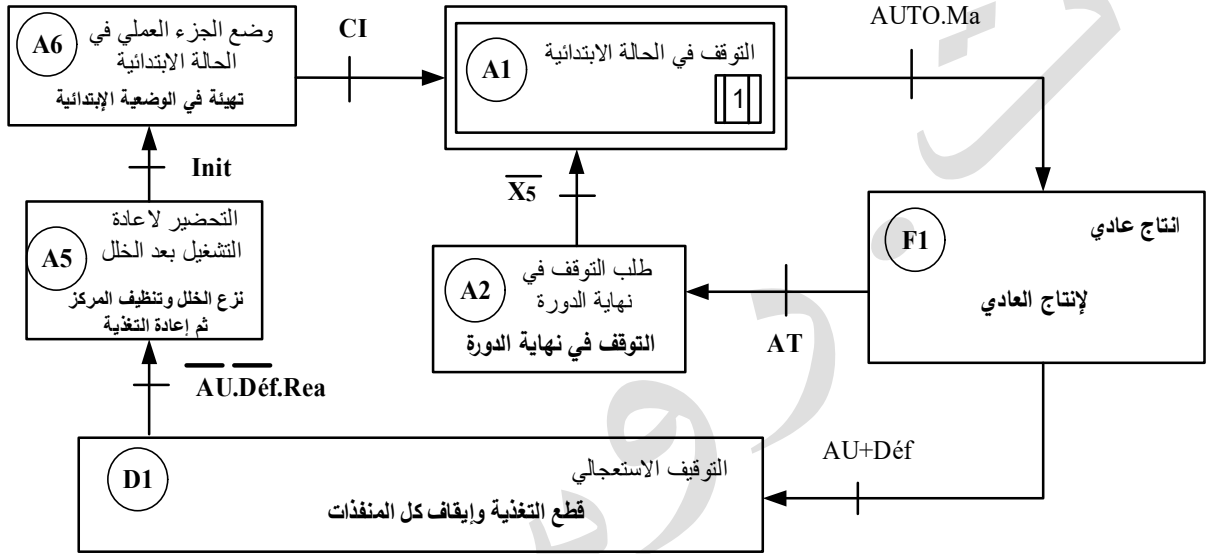 A6
وضع الجزء العملي في
الحالة الابتدائية
تهيئة في الوضعية الإبتدائية
CI
A1
التوقف في الحالة الابتدائية
1
AUTO.Ma
Init
X5
A5
التحضير لاعادة
التشغيل بعد الخلل
نزع الخلل وتنظيف المركز
ثم إعادة التغذية
A2
طلب التوقف في
نهاية الدورة
التوقف في نهاية الدورة
AT
F1
انتاج عادي
لإنتاج العادي
AU.Déf.Rea
D1
التوقيف الاستعجالي
قطع التغذية وإيقاف كل المنفذات
AU+Déf